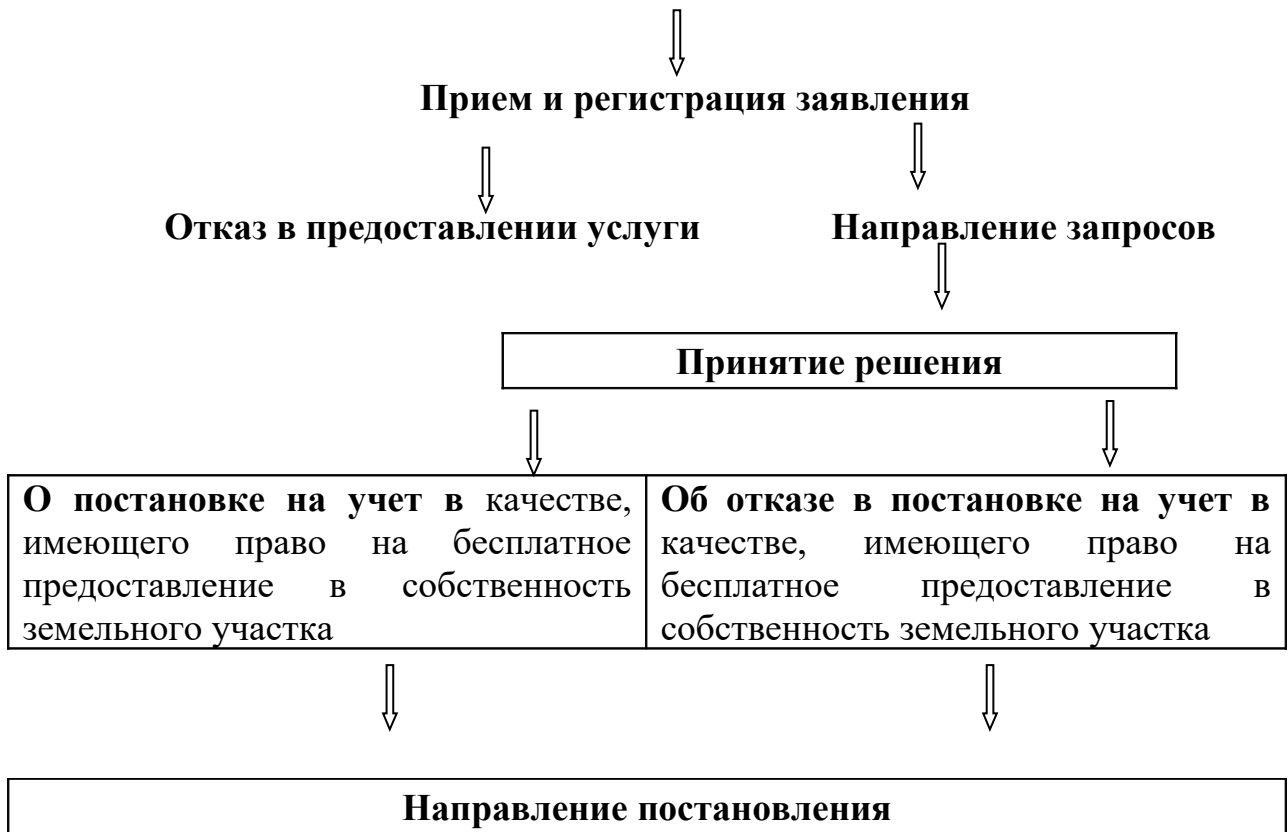 Прием и регистрация заявления
Отказ в предоставлении услуги
Направление запросов
Принятие решения
О постановке на учет в качестве,
имеющего право на бесплатное
предоставление в собственность
земельного участка
Об отказе в постановке на учет в
качестве, имеющего право на
бесплатное предоставление в
собственность земельного участка
Направление постановления